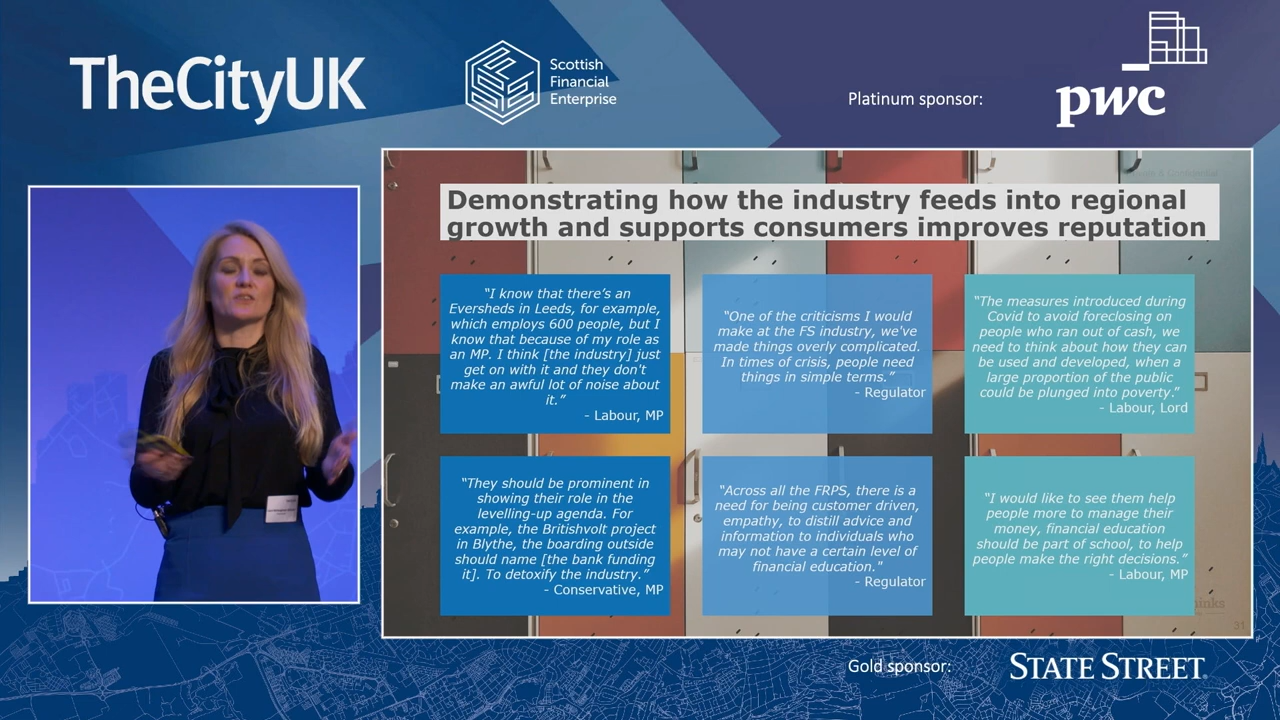 TheCityUK
Scottish
Financial
Enterprise
Platinum sponsor:
pwc
Demonstrating how the industry feeds into regional
growth and supports consumers improves reputation
“I know that there’s an
Eversheds in Leeds, for example,
which employs 600 people, but I
know that because of my role as
an MP. I think [the industry] just
get on with it and they don't
make an awful lot of noise about
it.”
- Labour, MP
“One of the criticisms I would
make at the FS industry, we've
made things overly complicated.
In times of crisis, people need
things in simple terms.”
- Regulator
“The measures introduced during
Covid to avoid foreclosing on
people who ran out of cash, we
need to think about how they can
be used and developed, when a
large proportion of the public
could be plunged into poverty.”
- Labour, Lord
“They should be prominent in
showing their role in the
levelling-up agenda. For
example, the Britishvolt project
in Blythe, the boarding outside
should name [the bank funding
it]. To detoxify the industry.”
- Conservative, MP
“Across all the FRPS, there is a
need for being customer driven,
empathy, to distill advice and
information to individuals who
may not have a certain level of
financial education."
- Regulator
“I would like to see them help
people more to manage their
money, financial education
should be part of school, to help
people make the right decisions.”
- Labour, MP
31
Gold sponsor:
STATE STREET